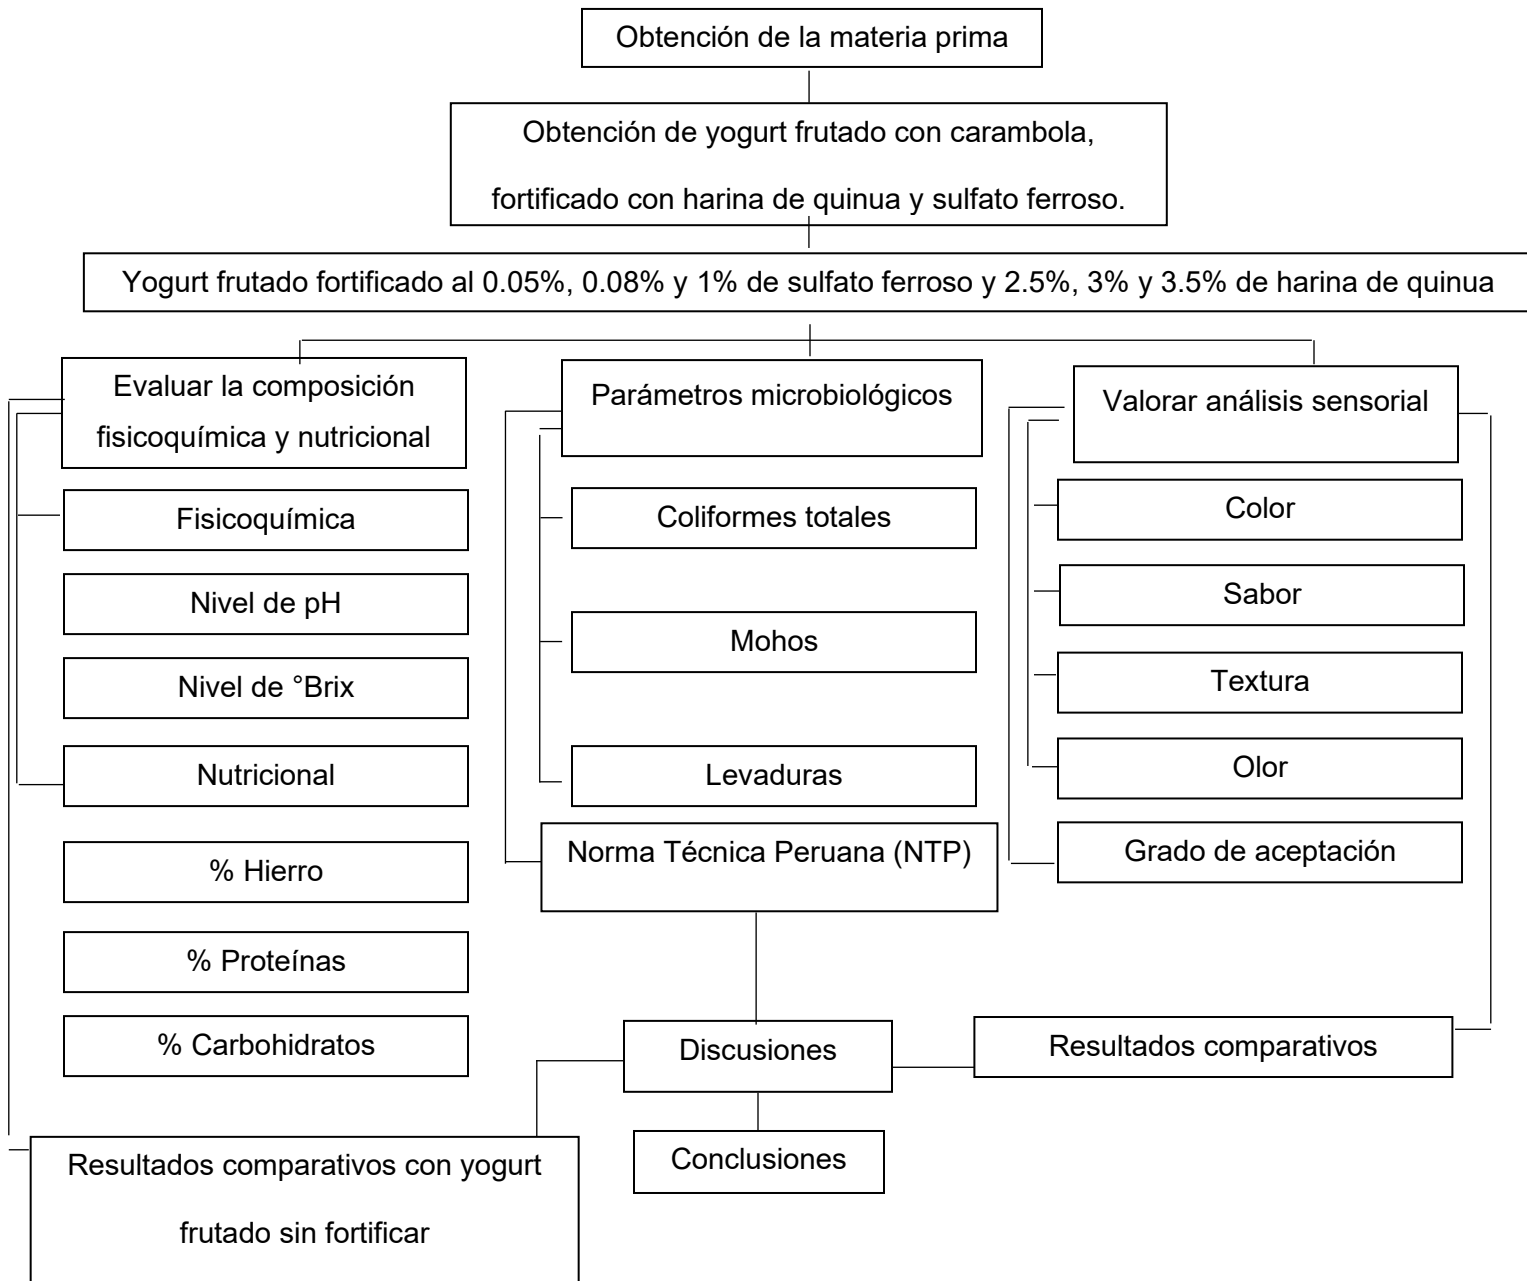 Obtención de la materia prima
Obtención de yogurt frutado con carambola,
fortificado con harina de quinua y sulfato ferroso.
Yogurt frutado fortificado al 0.05%, 0.08% y 1% de sulfato ferroso y 2.5%, 3% y 3.5% de harina de quinua
Evaluar la composición
fisicoquímica y nutricional
Fisicoquímica
Nivel de pH
Nivel de °Brix
Nutricional
% Hierro
% Proteínas
% Carbohidratos
Resultados comparativos con yogurt
frutado sin fortificar
Parámetros microbiológicos
Coliformes totales
Mohos
Levaduras
Norma Técnica Peruana (NTP)
Valorar análisis sensorial
Color
Sabor
Textura
Olor
Grado de aceptación
Resultados comparativos
Discusiones
Conclusiones